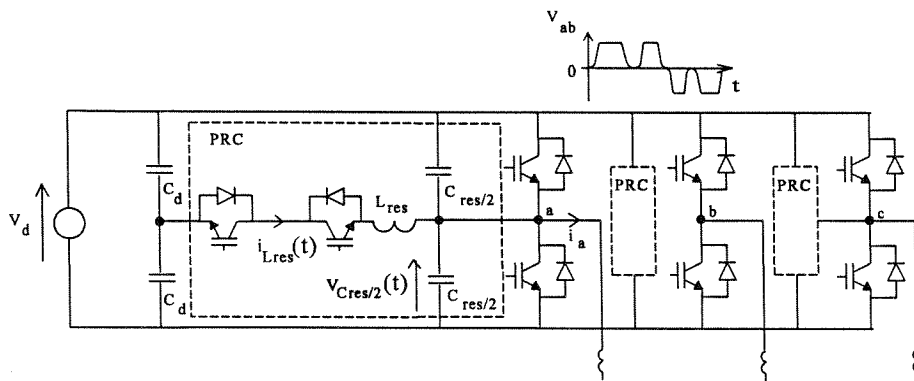 V_ab
0
t
PRC
C_d
L_res
C_res/2
V_d
i_Lres(t)
a
i_a
PRC
b
PRC
c
C_d
V_Cres/2(t)
C_res/2